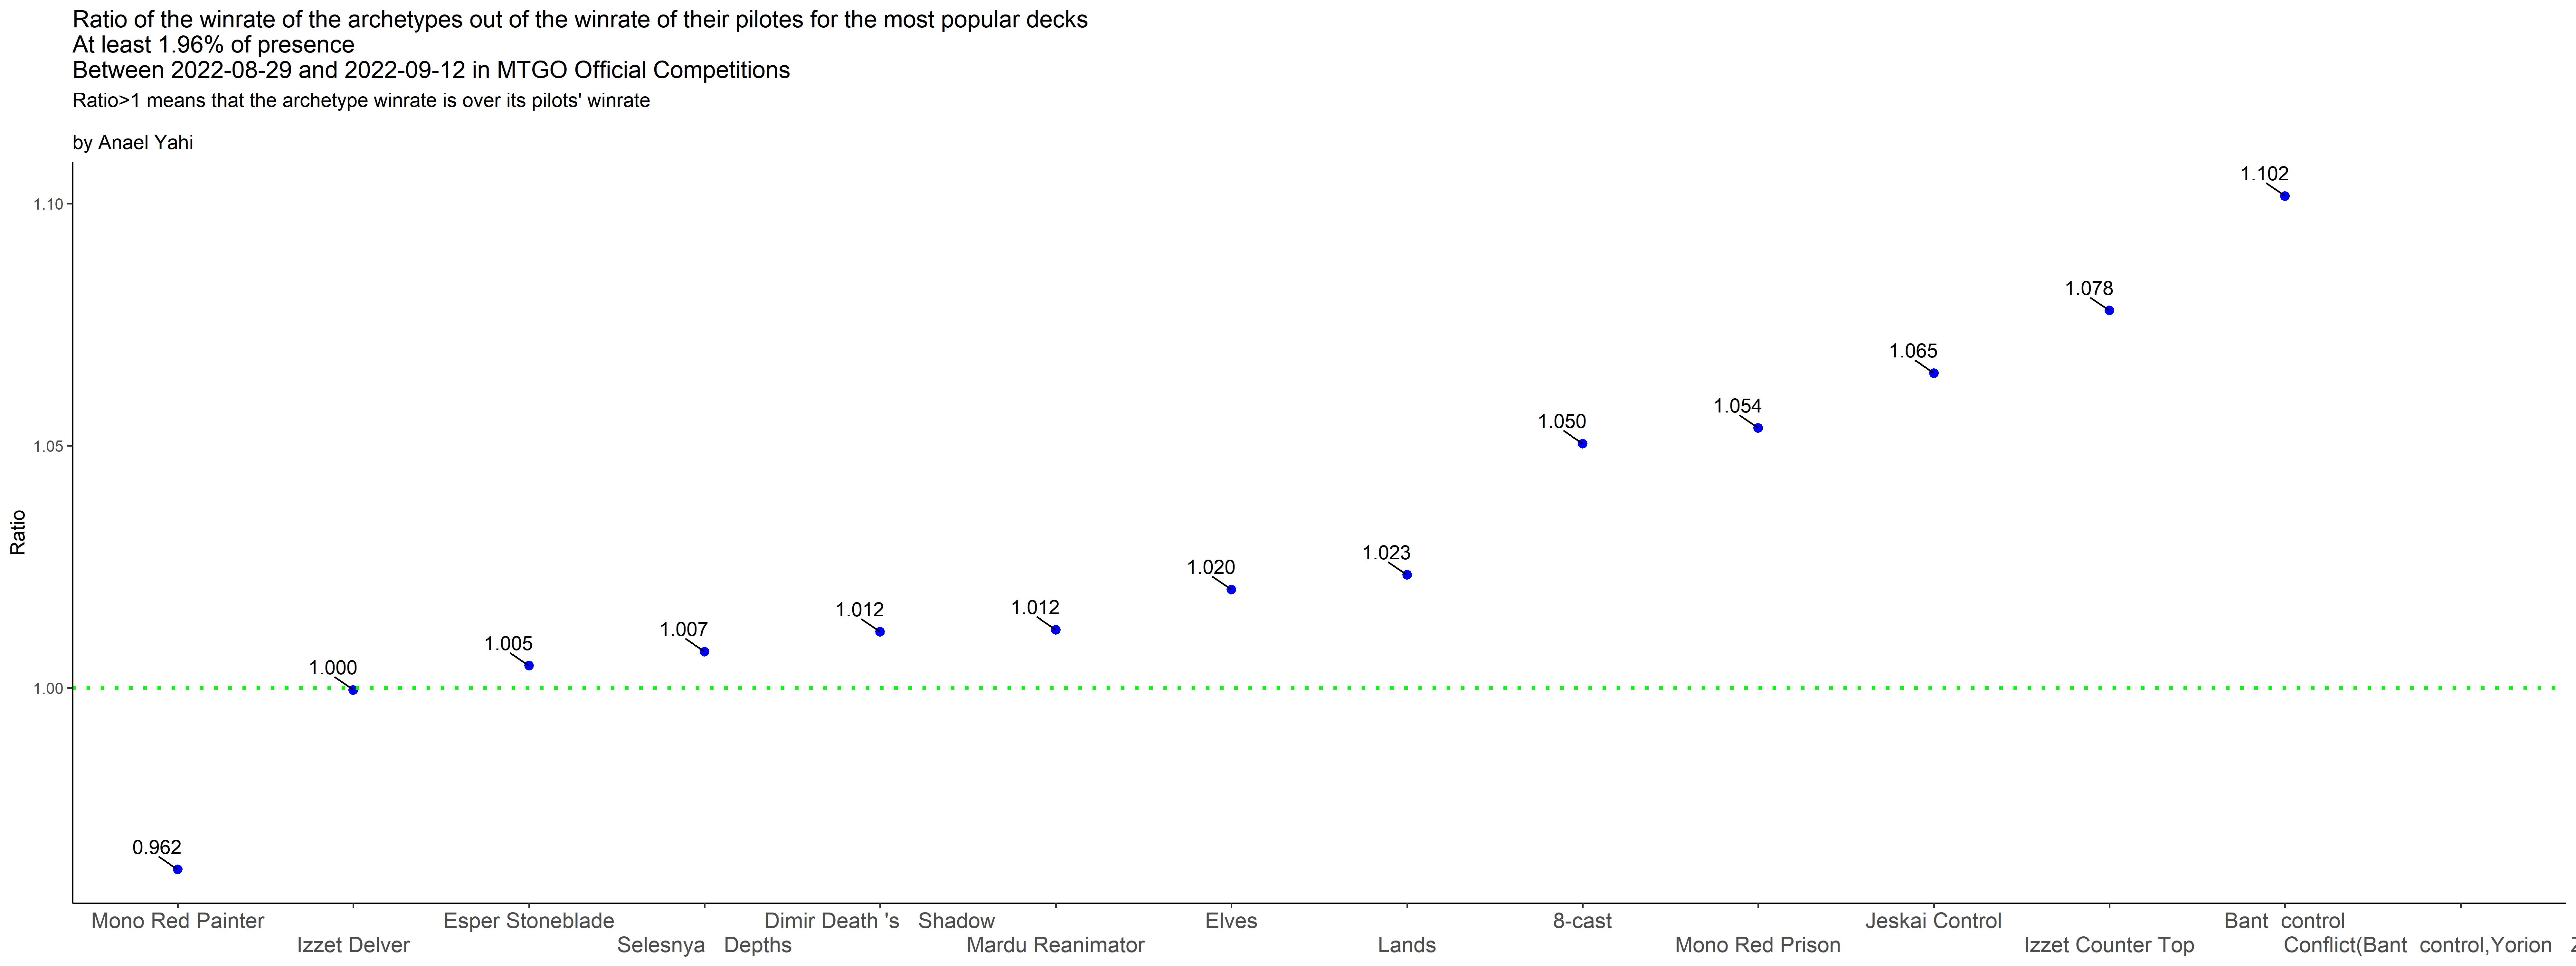 Ratio of the winrate of the archetypes out of the winrate of their pilotes for the most popular decks
At least 1.96% of presence
Between 2022-08-29 and 2022-09-12 in MTGO Official Competitions
Ratio>1 means that the archetype winrate is over its pilots' winrate
by Anael Yahi
1.102
1.10
1.078
1.065
1.054
1.050
1.05
Ratio
1.023
1.020
1.012
1.012
1.007
1.005
1.000
1.00
0.962
Mono Red Painter
Izzet Delver
Esper Stoneblade
Selesnya Depths
Dimir Death 's Shadow
Mardu Reanimator
Elves
Lands
8-cast
Mono Red Prison
Jeskai Control
Izzet Counter Top
Bant control
Conflict(Bant control,Yorion